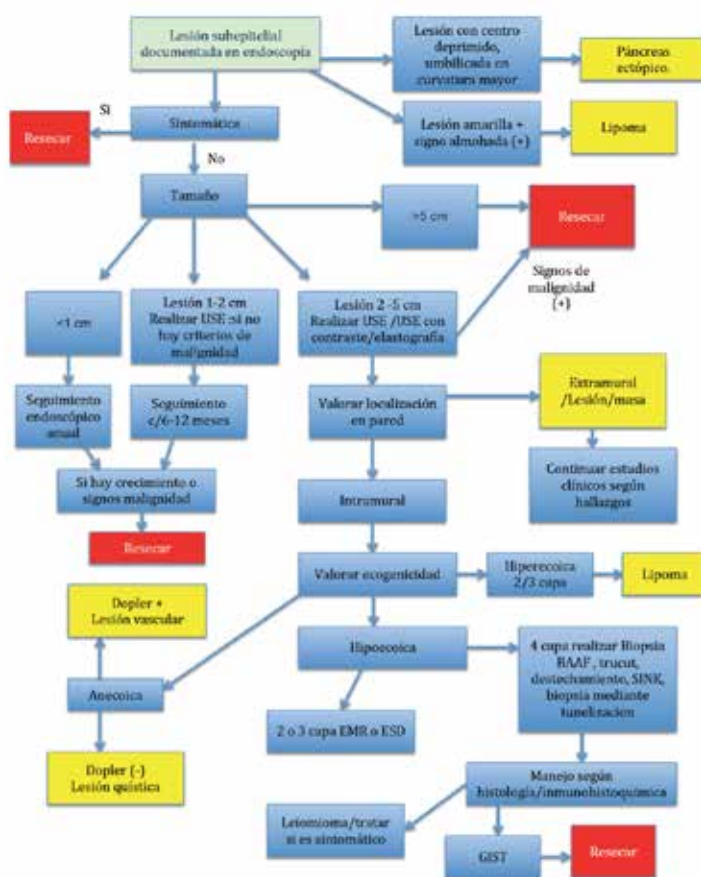 Lesión subepitelial
documentada en endoscopía
Lesión con centro
deprimido,
umbilicada en
curvatura mayor
Páncreas
ectópico.
Si
Resecar
Sintomática
Lesión amarilla +
signo almohada (+)
Lipoma
No
Tamaño
>5 cm
Resecar
Signos de
malignidad
(+)
<1 cm
Lesión 1-2 cm
Realizar USE :si no
hay criterios de
malignidad
Lesión 2 -5 cm
Realizar USE /USE con
contraste/elastografía
Seguimiento
endoscópico
anual
Seguimiento
c/6-12 meses
Valorar localización
en pared
Extramural
/Lesión/masa
Si hay crecimiento o
signos malignidad
Continuar estudios
clínicos según
hallazgos
Intramural
Resecar
Valorar ecogenicidad
Hiperecoica
2/3 capa
Lipoma
Dopler +
Lesión vascular
Hipoecoica
4 capa realizar Biopsia
BAAF , trucut,
destechamiento, SINK,
biopsia mediante
tunelizacion
Anecoica
2 o 3 capa EMR o ESD
Dopler (-)
Lesión quística
Manejo según
histología/inmunohistoquímica
Leiomioma/tratar
si es sintomático
GIST
Resecar